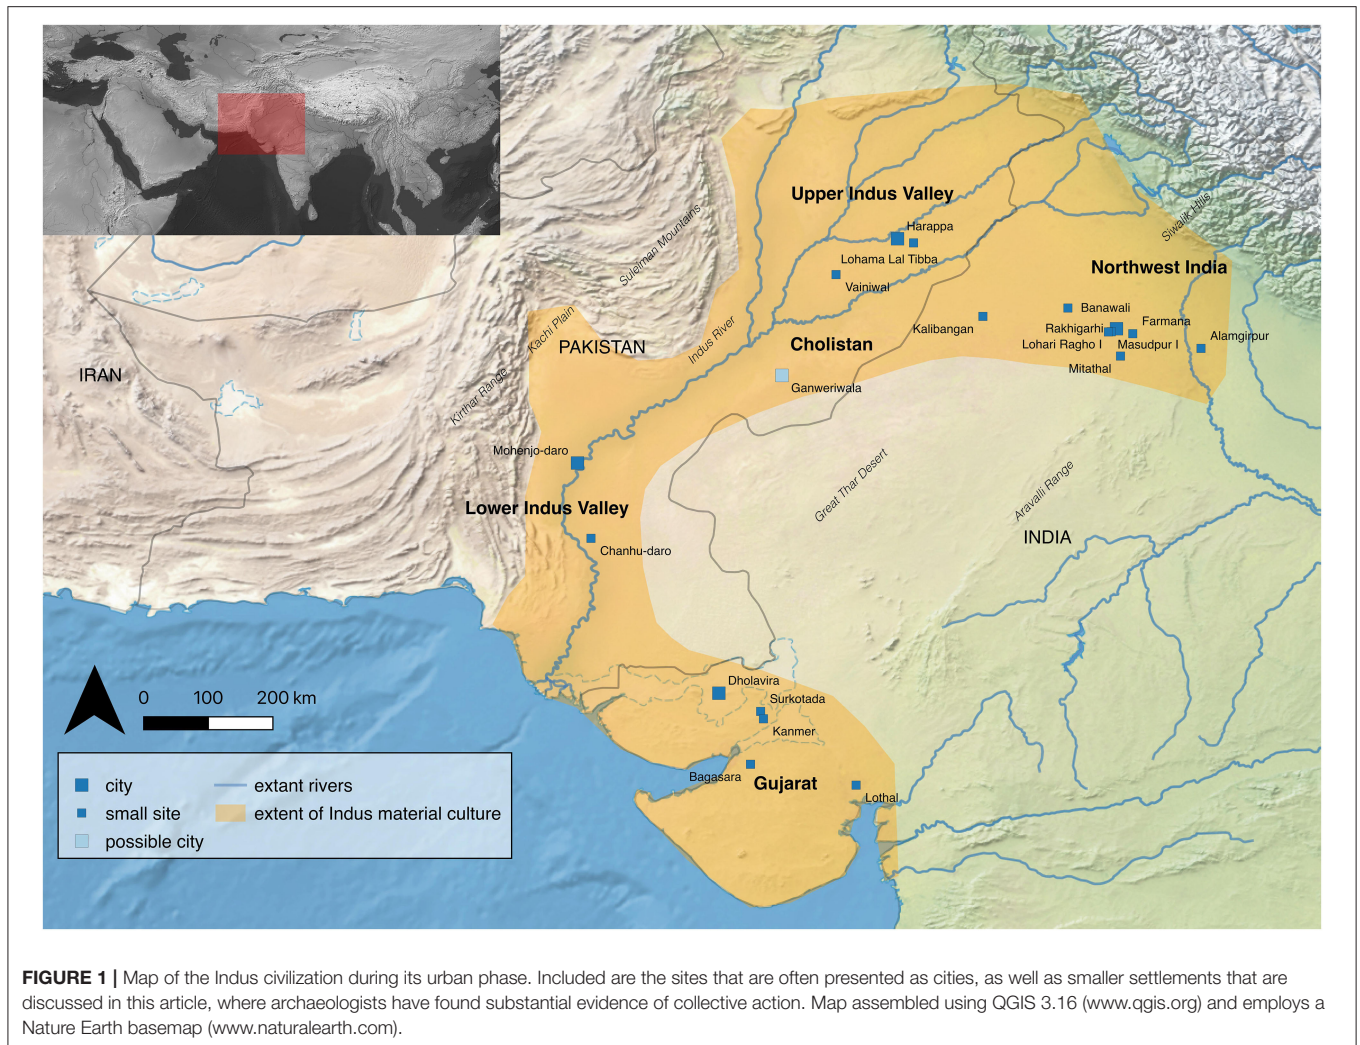 Upper Indus Valley
Harappa
Lohama Lal Tibba
Vainiwal
Suleiman Mountains
Siwalik Hills
Northwest India
Banawali
Kalibangan
Rakhigarhi
Farmana
Lohari Ragho I
Masudpur I
Alamgirpur
Mitathal
Kachi Plain
PAKISTAN
Indus River
Cholistan
Ganweriwala
IRAN
Kirthar Range
Mohenjo-daro
Great Thar Desert
Aravalli Range
Lower Indus Valley
INDIA
Chanhu-daro
Dholavira
Surkotada
Kanmer
Bagasara
Gujarat
Lothal
0 100 200 km
city
extant rivers
small site
extent of Indus material culture
possible city
FIGURE 1 | Map of the Indus civilization during its urban phase. Included are the sites that are often presented as cities, as well as smaller settlements that are
discussed in this article, where archaeologists have found substantial evidence of collective action. Map assembled using QGIS 3.16 (www.qgis.org) and employs a
Nature Earth basemap (www.naturalearth.com).